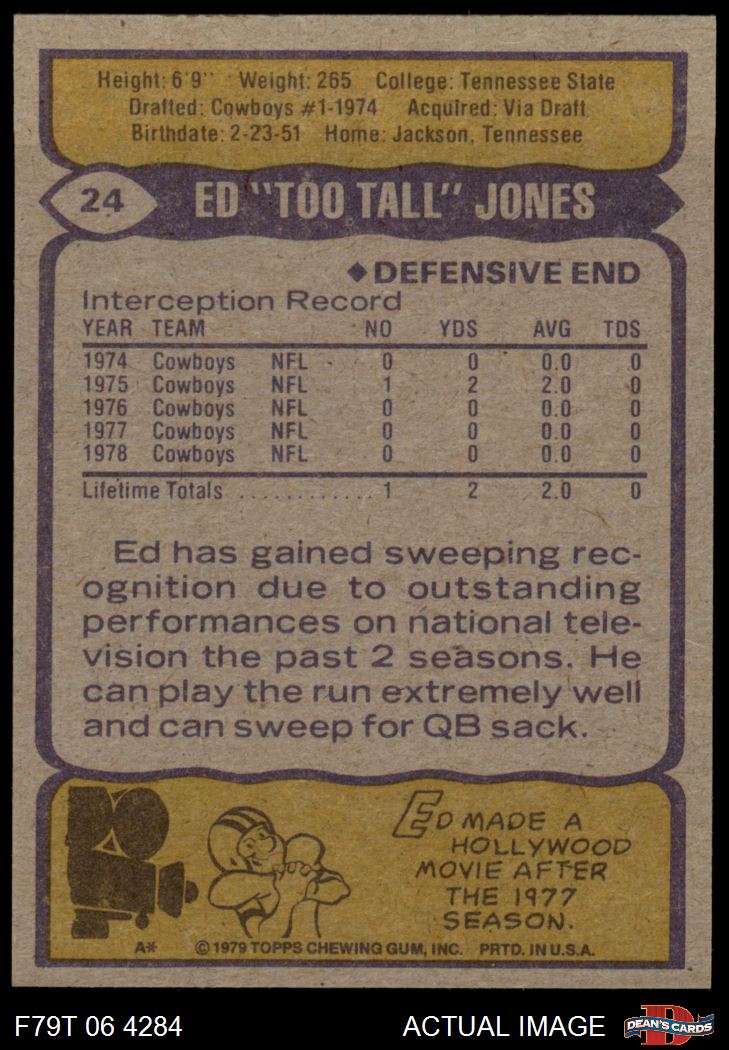 Height: 6'9'' Weight: 265 College: Tennessee State
Drafted: Cowboys #1-1974 Acquired: Via Draft
Birthdate: 2-23-51 Home: Jackson, Tennessee
24 ED "TOO TALL" JONES
◆ DEFENSIVE END
Interception Record
YEAR TEAM NO YDS AVG TDS
1974 Cowboys NFL 0 0 0.0 0
1975 Cowboys NFL 1 2 2.0 0
1976 Cowboys NFL 0 0 0.0 0
1977 Cowboys NFL 0 0 0.0 0
1978 Cowboys NFL 0 0 0.0 0
Lifetime Totals . . . . . . . . . . . . 1 2 2.0 0
Ed has gained sweeping rec-
ognition due to outstanding
performances on national tele-
vision the past 2 seasons. He
can play the run extremely well
and can sweep for QB sack.
ED MADE A
HOLLYWOOD
MOVIE AFTER
THE 1977
SEASON.
A* © 1979 TOPPS CHEWING GUM, INC. PRTD. IN U.S.A.
F79T 06 4284 ACTUAL IMAGE D DEAN'S CARDS